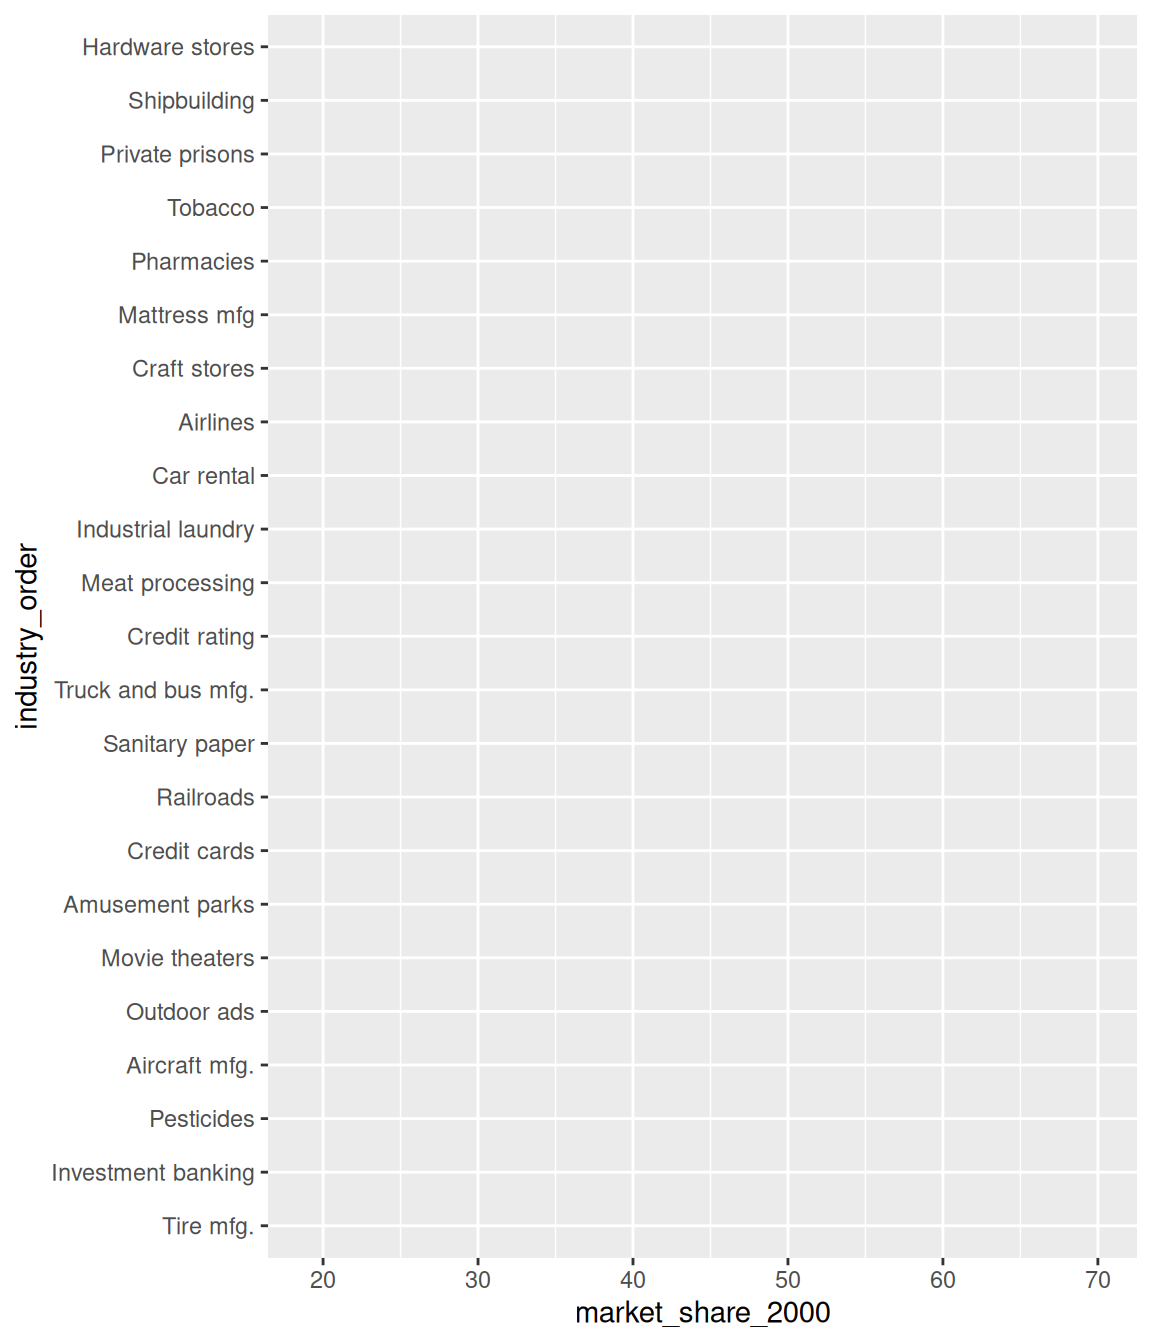 Hardware stores
Shipbuilding
Private prisons
Tobacco
Pharmacies
Mattress mfg
Craft stores
Airlines
Car rental
Industrial laundry
Meat processing
Credit rating
Truck and bus mfg.
Sanitary paper
Railroads
Credit cards
Amusement parks
Movie theaters
Outdoor ads
Aircraft mfg.
Pesticides
Investment banking
Tire mfg.
industry_order
20 30 40 50 60 70
market_share_2000